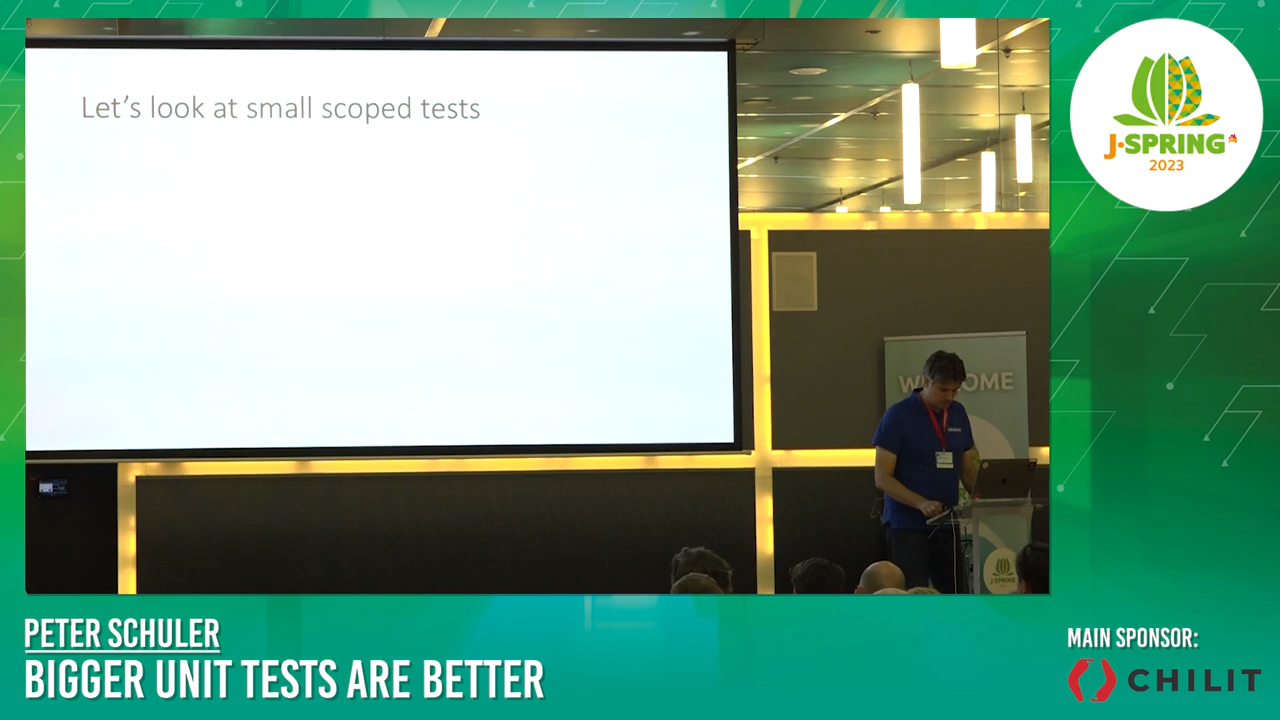 Let's look at small scoped tests
J-SPRING
2023
WELCOME
J-SPRING
PETER SCHULER
BIGGER UNIT TESTS ARE BETTER
MAIN SPONSOR:
CHILIT